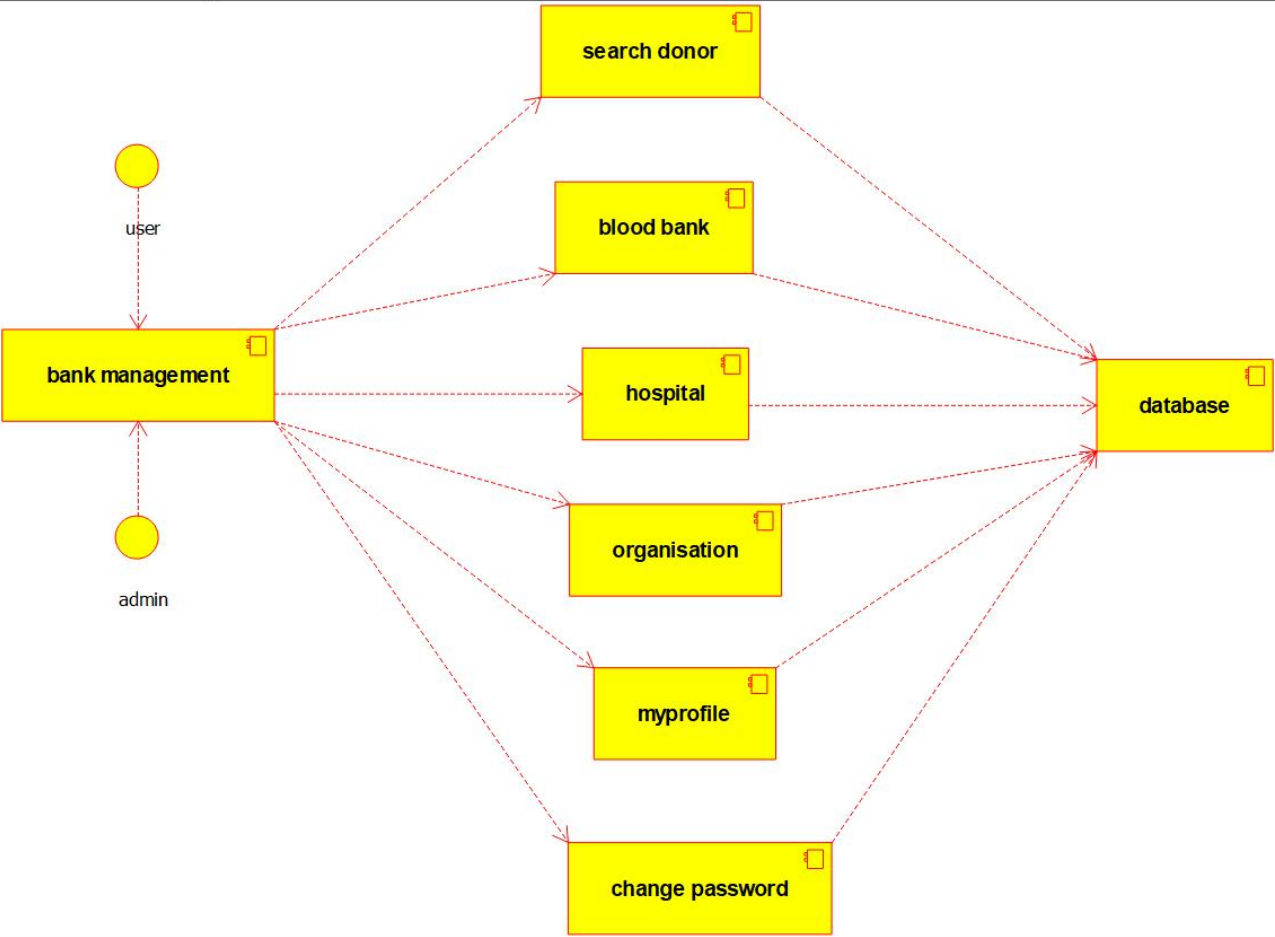 search donor
blood bank
user
bank management
hospital
database
organisation
admin
myprofile
change password